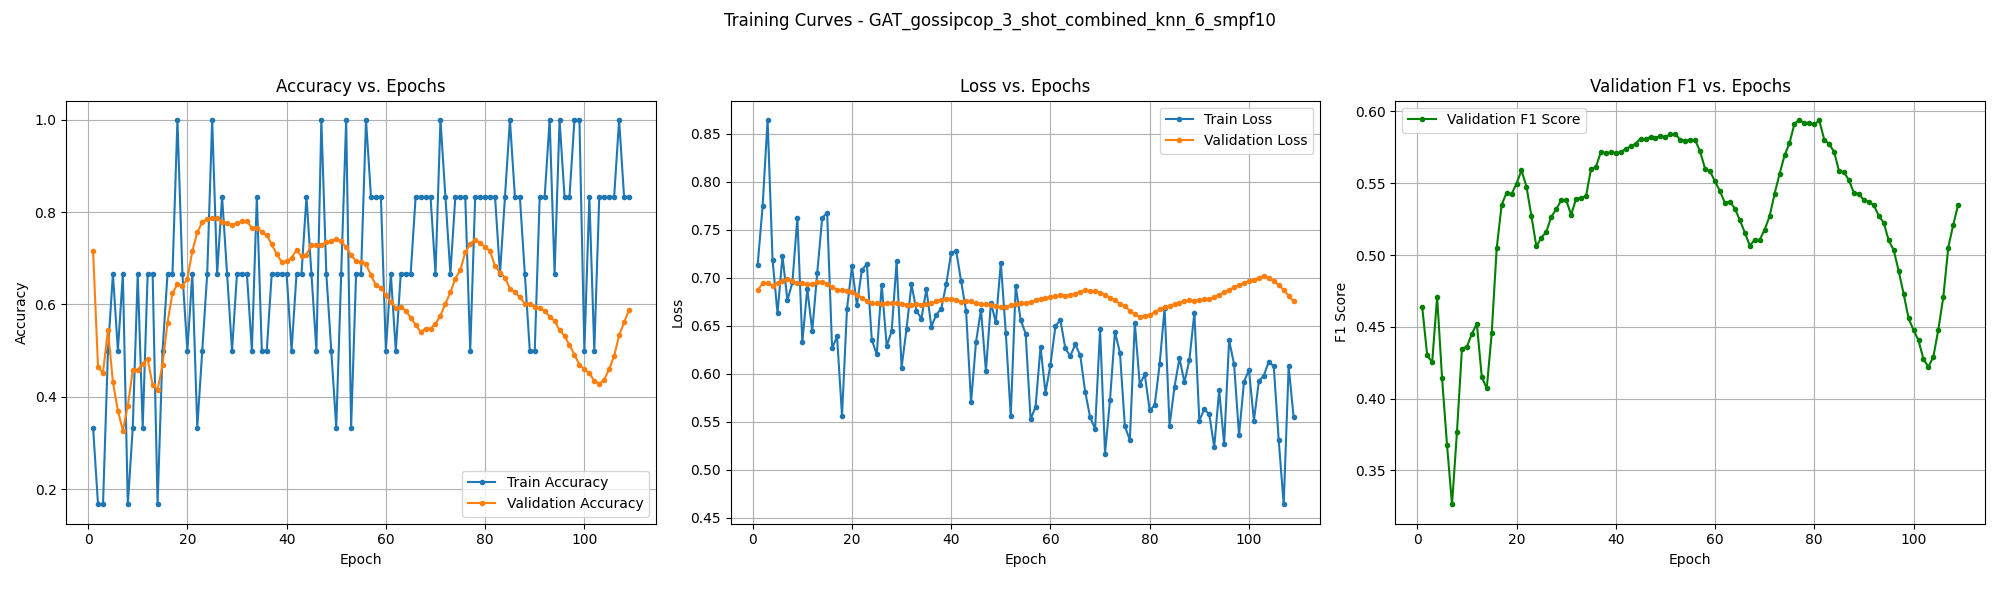 Training Curves - GAT_gossipcop_3_shot_combined_knn_6_smpf10
Accuracy vs. Epochs
Accuracy
1.0
0.8
0.6
0.4
0.2
0 20 40 60 80 100
Epoch
Train Accuracy
Validation Accuracy
Loss vs. Epochs
Loss
0.85
0.80
0.75
0.70
0.65
0.60
0.55
0.50
0.45
0 20 40 60 80 100
Epoch
Train Loss
Validation Loss
Validation F1 vs. Epochs
F1 Score
0.60
0.55
0.50
0.45
0.40
0.35
0 20 40 60 80 100
Epoch
Validation F1 Score